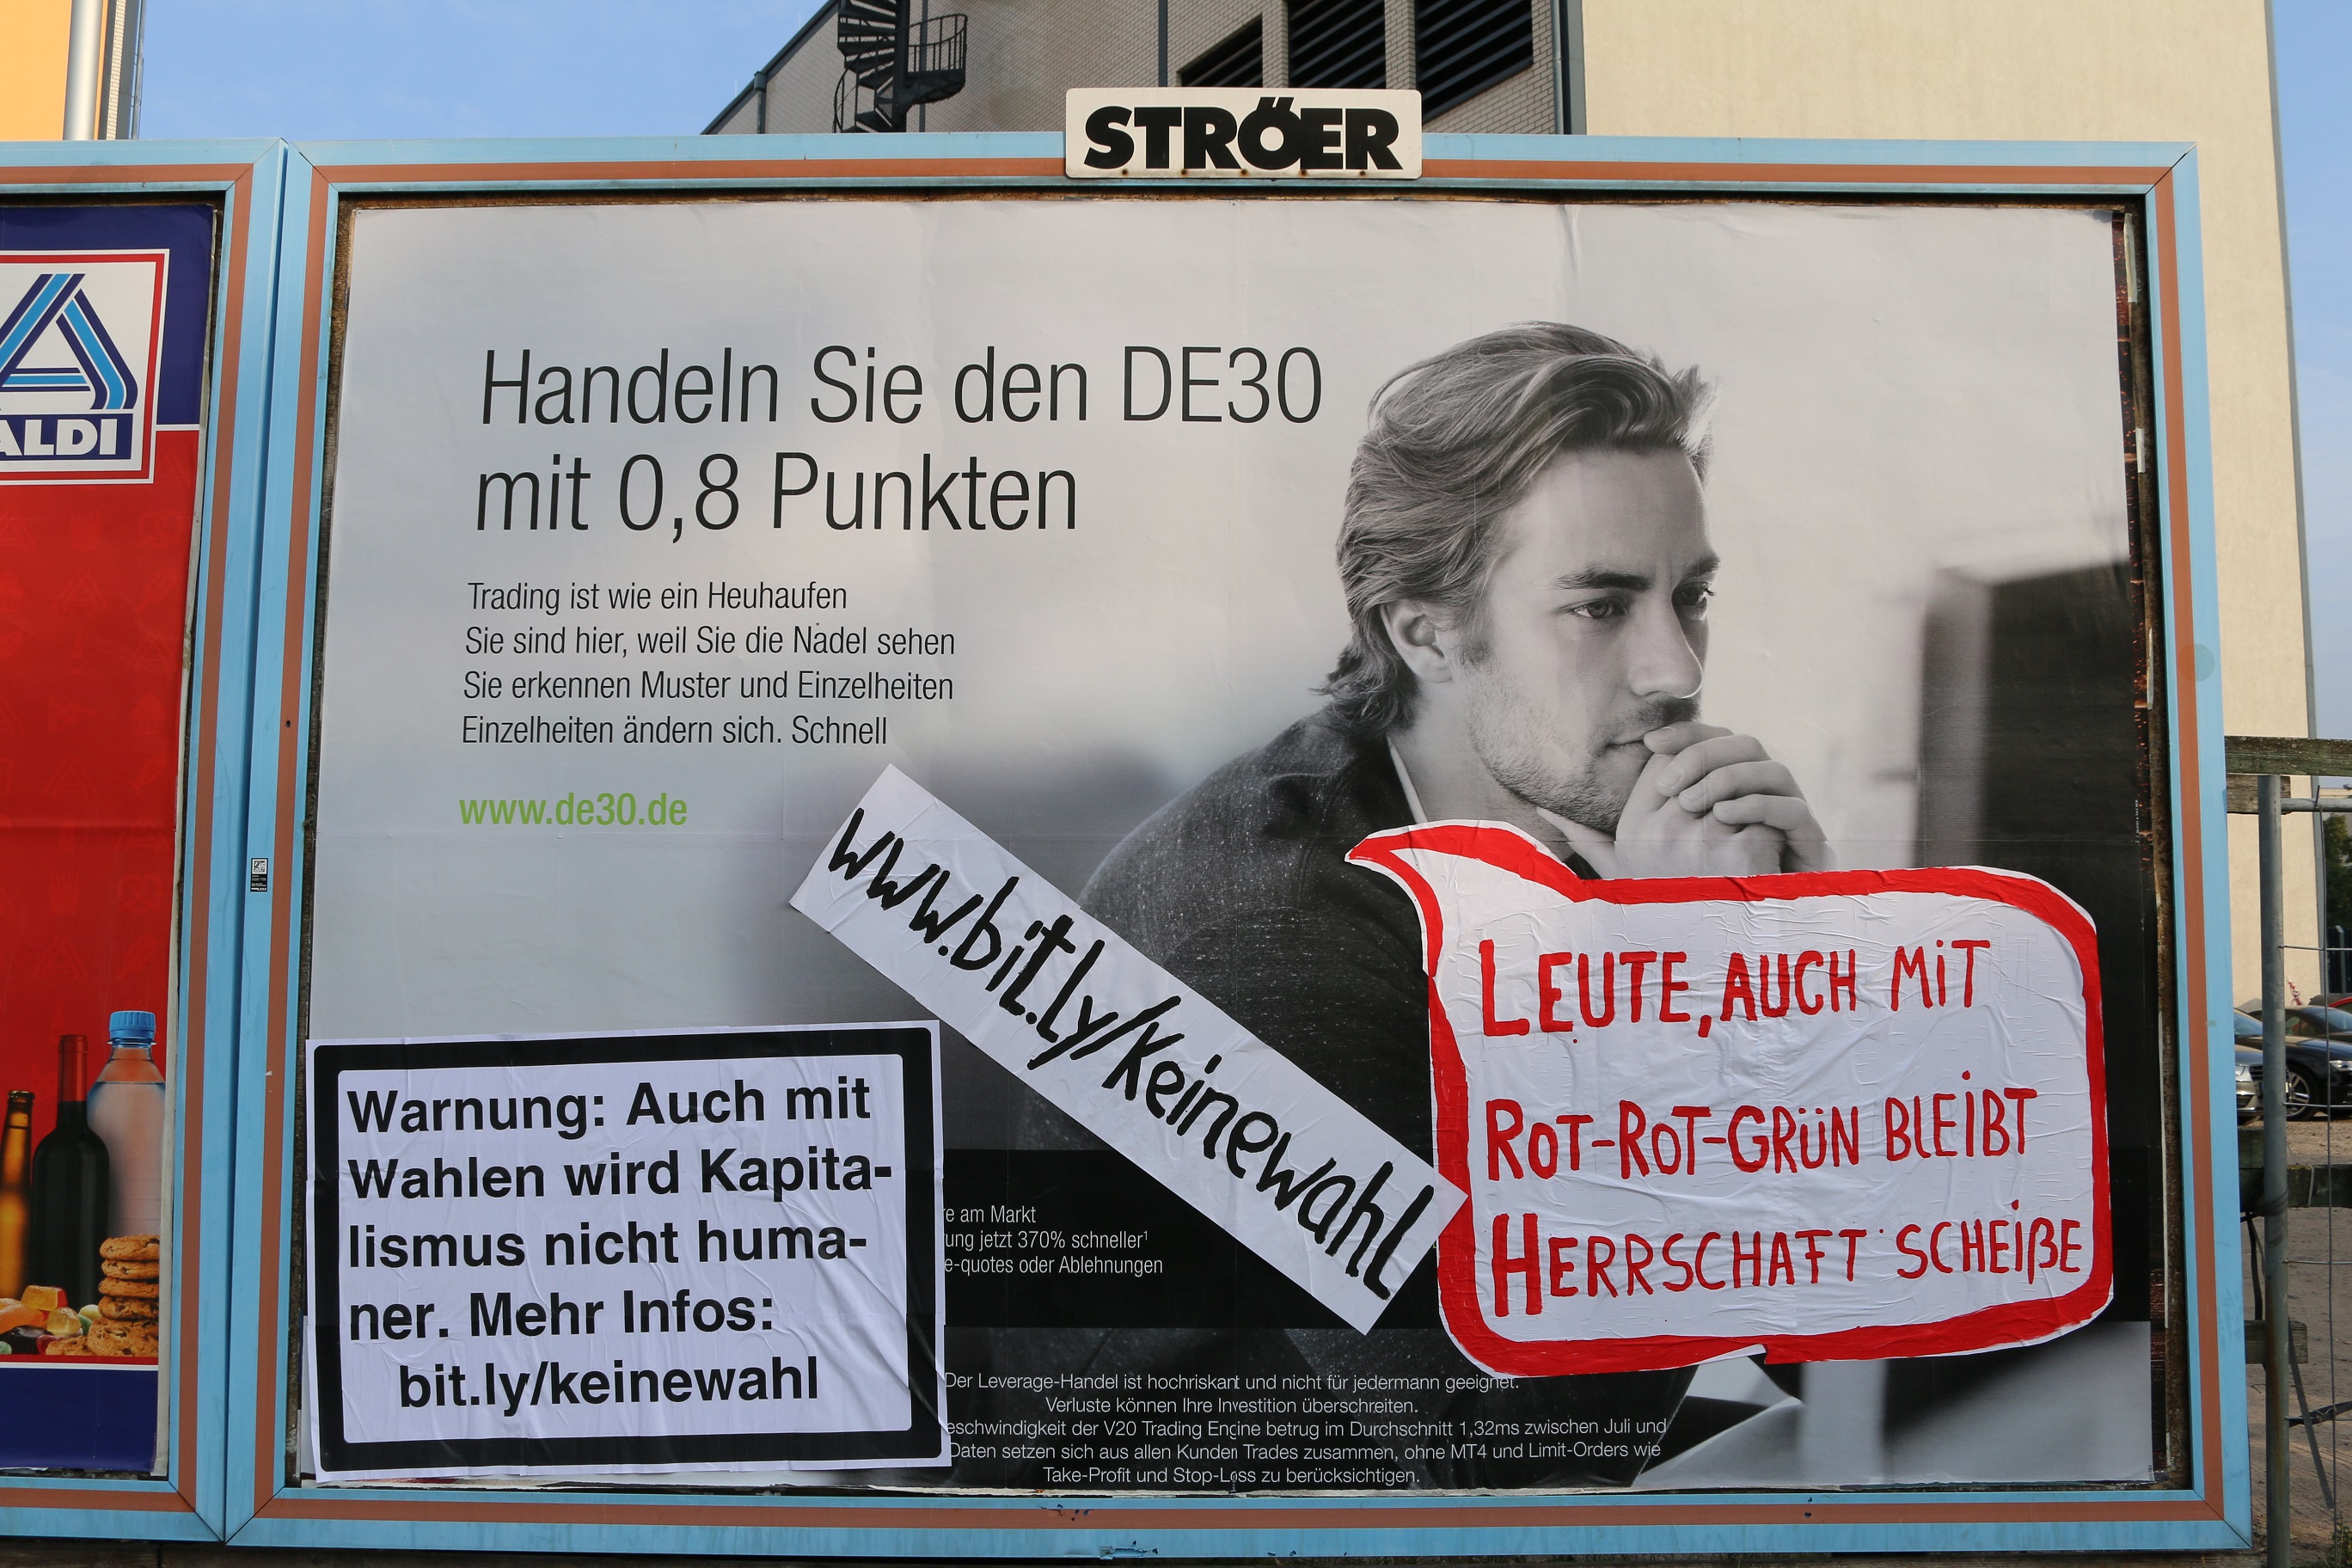 STRÖER
ALDI
Handeln Sie den DE30
mit 0,8 Punkten
Trading ist wie ein Heuhaufen
Sie sind hier, weil Sie die Nadel sehen
Sie erkennen Muster und Einzelheiten
Einzelheiten ändern sich. Schnell
www.de30.de
www.bit.ly/keinewahl
LEUTE, AUCH MiT
ROT-ROT-GRÜN BLEiBT
HERRSCHAFT SCHEißE
Warnung: Auch mit
Wahlen wird Kapita-
lismus nicht huma-
ner. Mehr Infos:
bit.ly/keinewahl
re am Markt
ung jetzt 370% schneller¹
e-quotes oder Ablehnungen
Der Leverage-Handel ist hochriskant und nicht für jedermann geeignet.
Verluste können Ihre Investition überschreiten.
eschwindigkeit der V20 Trading Engine betrug im Durchschnitt 1,32ms zwischen Juli und
Daten setzen sich aus allen Kunden Trades zusammen, ohne MT4 und Limit-Orders wie
Take-Profit und Stop-Loss zu berücksichtigen.